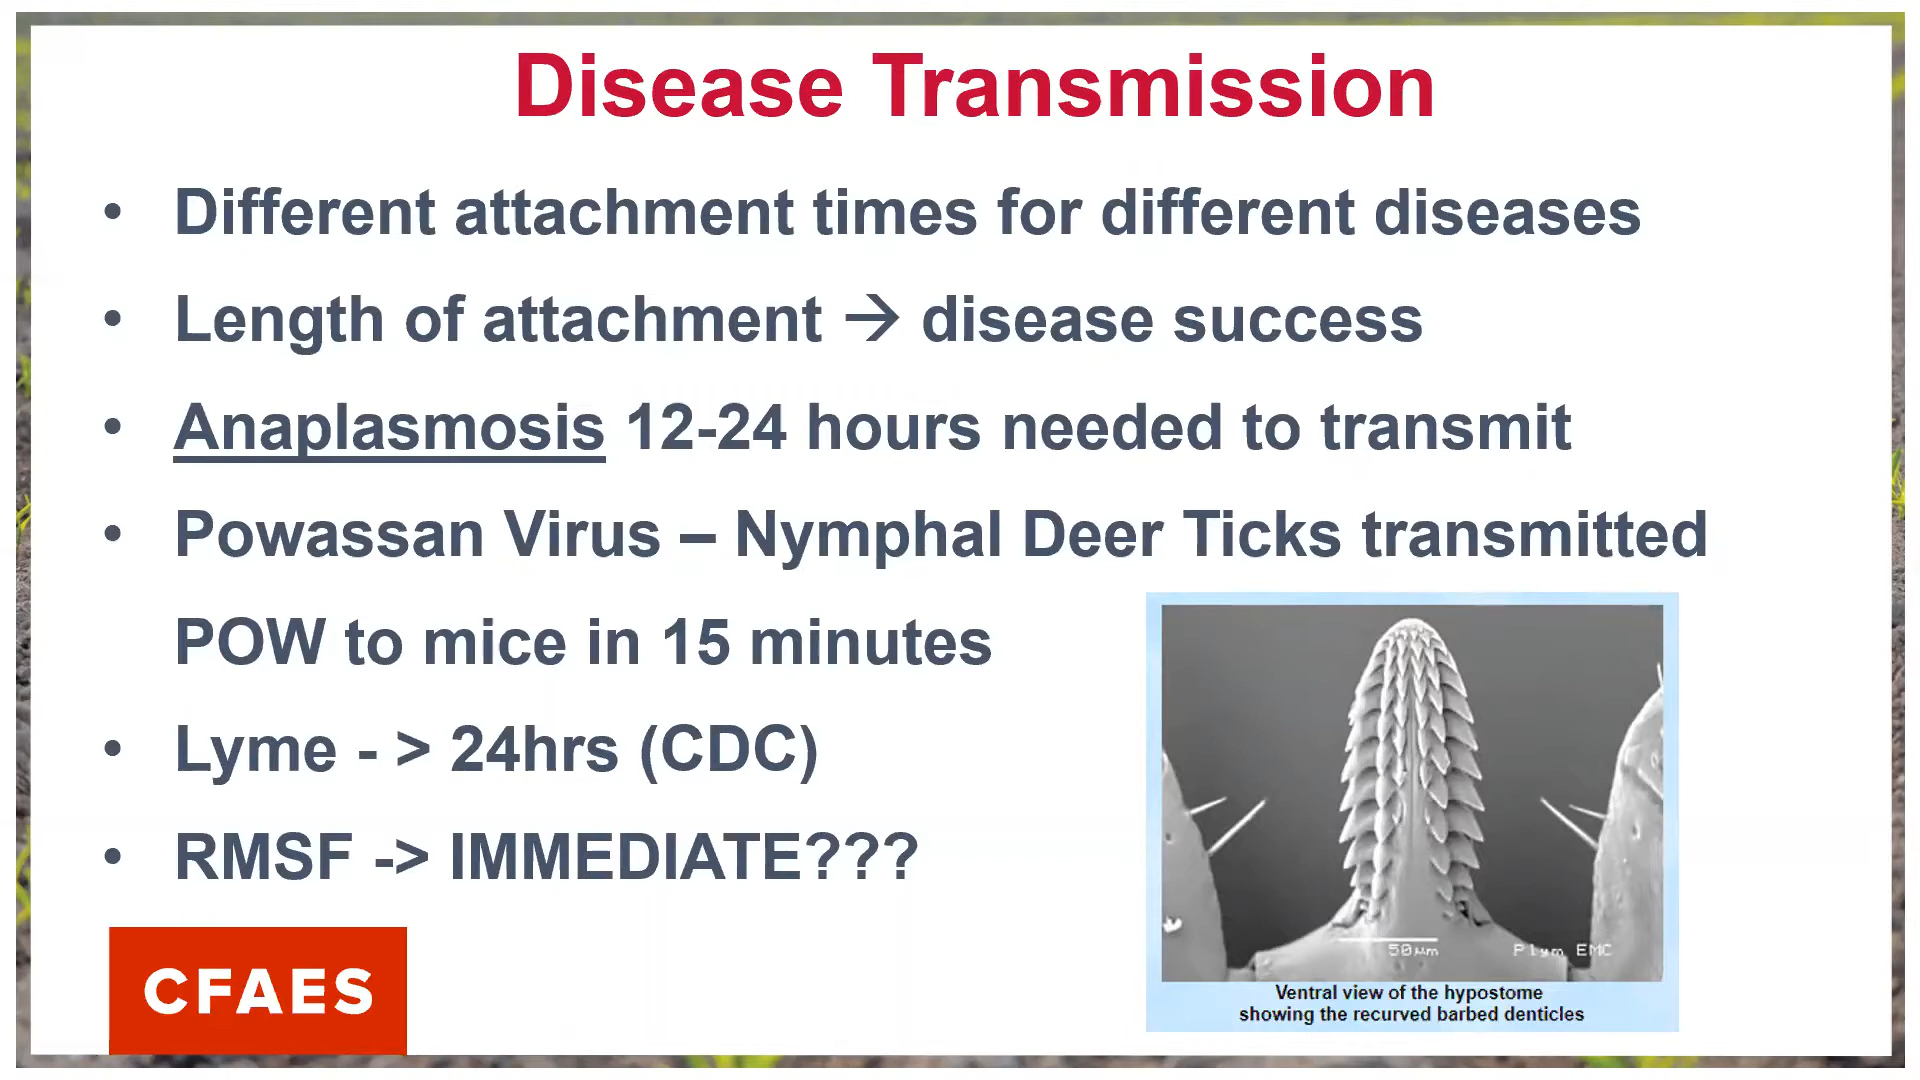 Disease Transmission
• Different attachment times for different diseases
• Length of attachment → disease success
• Anaplasmosis 12-24 hours needed to transmit
• Powassan Virus – Nymphal Deer Ticks transmitted
POW to mice in 15 minutes
• Lyme - > 24hrs (CDC)
• RMSF -> IMMEDIATE???
50µm Plym EMC
Ventral view of the hypostome
showing the recurved barbed denticles
CFAES